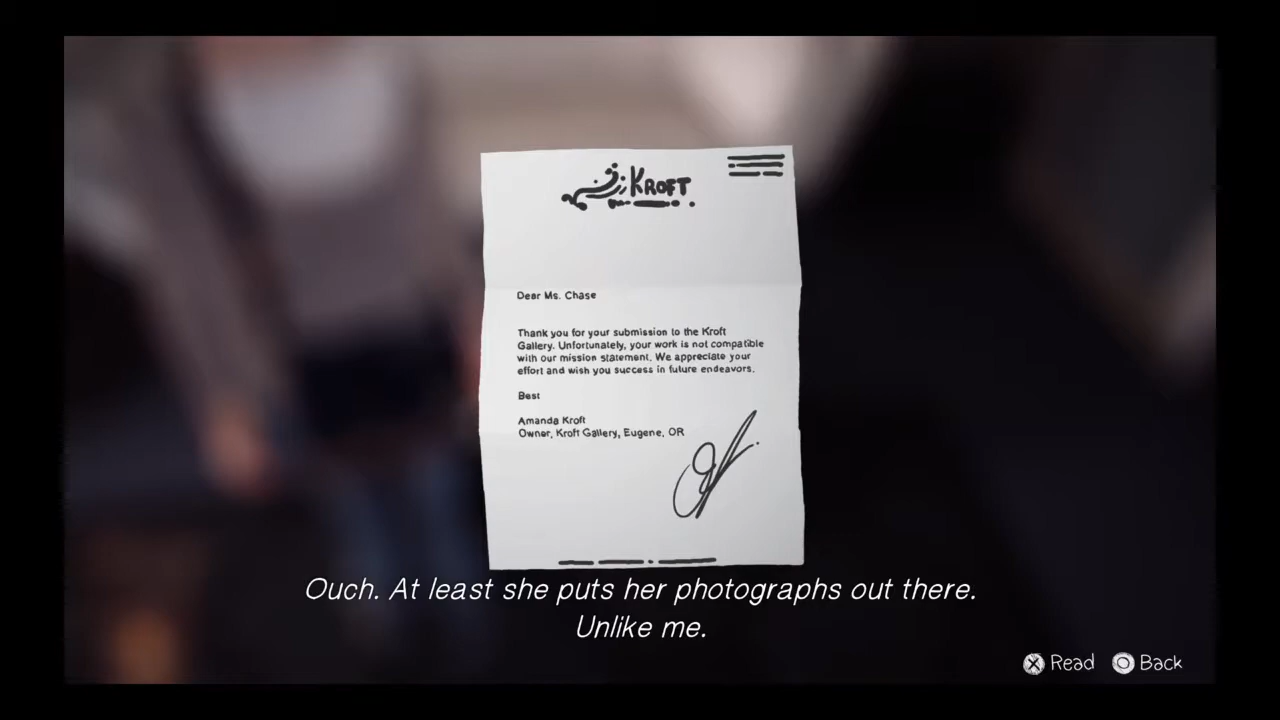 KROFT
Dear Ms. Chase
Thank you for your submission to the Kroft
Gallery. Unfortunately, your work is not compatible
with our mission statement. We appreciate your
effort and wish you success in future endeavors.
Best
Amanda Kroft
Owner, Kroft Gallery, Eugene, OR
Ouch. At least she puts her photographs out there.
Unlike me.
Read Back